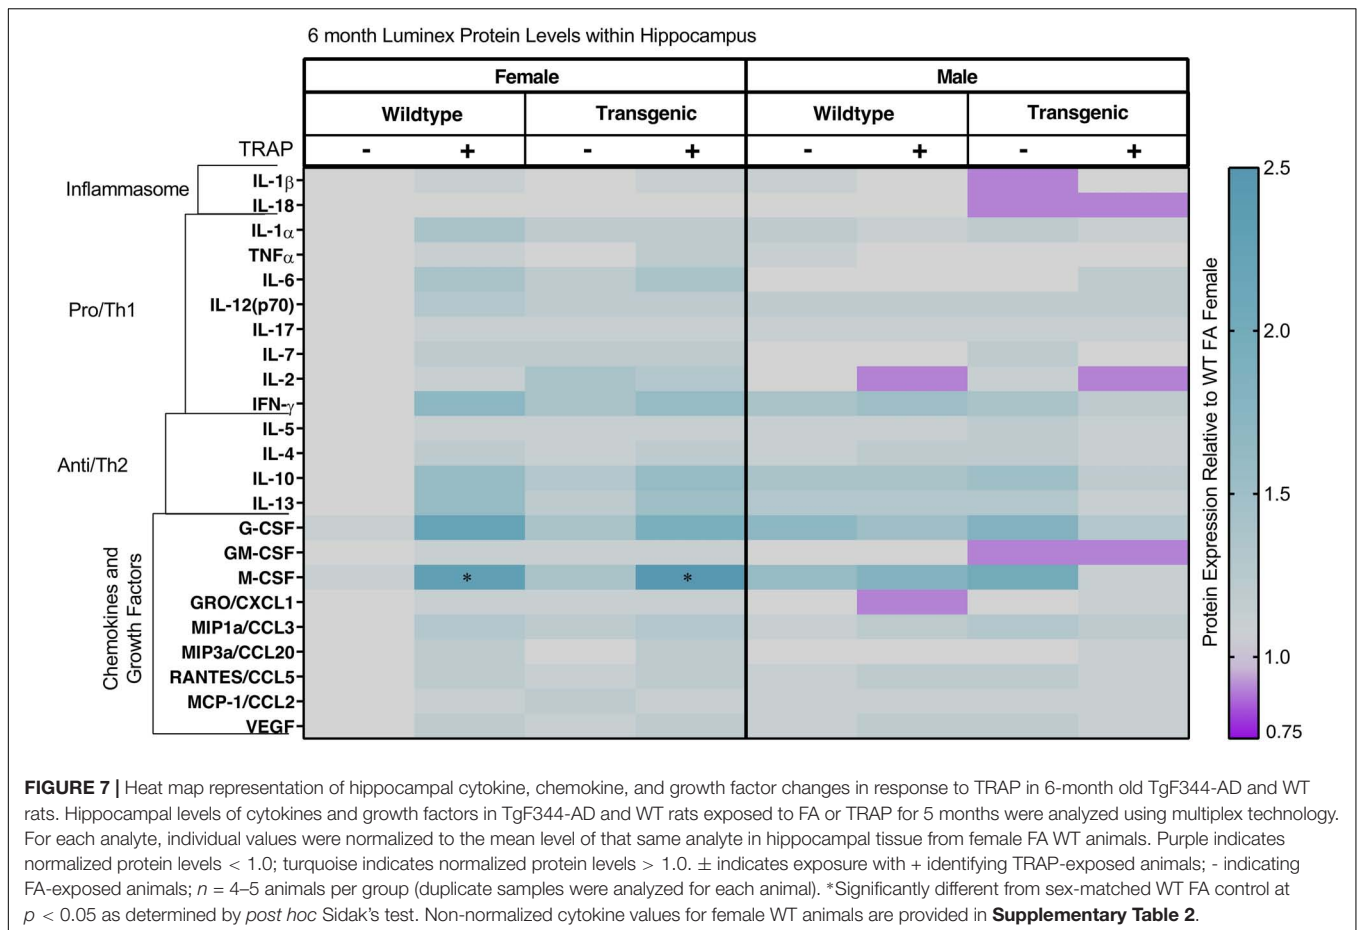 6 month Luminex Protein Levels within Hippocampus
Female Male
Wildtype Transgenic Wildtype Transgenic
TRAP - + - + - + - +
Inflammasome
IL-1β
IL-18
Pro/Th1
IL-1α
TNFα
IL-6
IL-12(p70)
IL-17
IL-7
IL-2
IFN-γ
Anti/Th2
IL-5
IL-4
IL-10
IL-13
Chemokines and
Growth Factors
G-CSF
GM-CSF
M-CSF * *
GRO/CXCL1
MIP1a/CCL3
MIP3a/CCL20
RANTES/CCL5
MCP-1/CCL2
VEGF
Protein Expression Relative to WT FA Female
2.5
2.0
1.5
1.0
0.75
FIGURE 7 | Heat map representation of hippocampal cytokine, chemokine, and growth factor changes in response to TRAP in 6-month old TgF344-AD and WT
rats. Hippocampal levels of cytokines and growth factors in TgF344-AD and WT rats exposed to FA or TRAP for 5 months were analyzed using multiplex technology.
For each analyte, individual values were normalized to the mean level of that same analyte in hippocampal tissue from female FA WT animals. Purple indicates
normalized protein levels < 1.0; turquoise indicates normalized protein levels > 1.0. ± indicates exposure with + identifying TRAP-exposed animals; - indicating
FA-exposed animals; n = 4–5 animals per group (duplicate samples were analyzed for each animal). *Significantly different from sex-matched WT FA control at
p < 0.05 as determined by post hoc Sidak's test. Non-normalized cytokine values for female WT animals are provided in Supplementary Table 2.